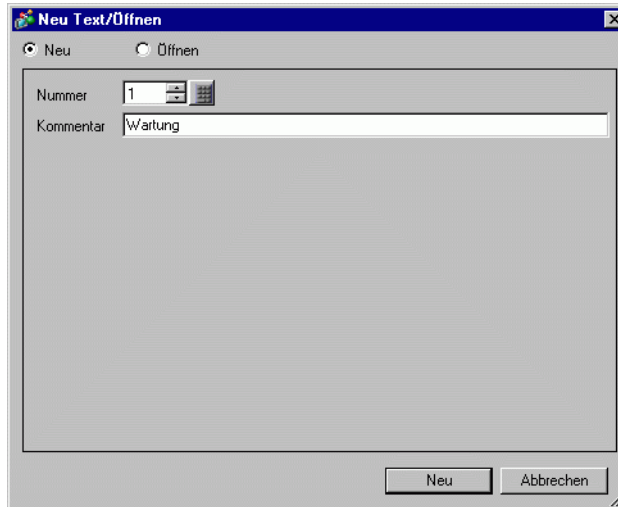 Neu Text/Öffnen
Neu Öffnen
Nummer 1
Kommentar Wartung
Neu Abbrechen